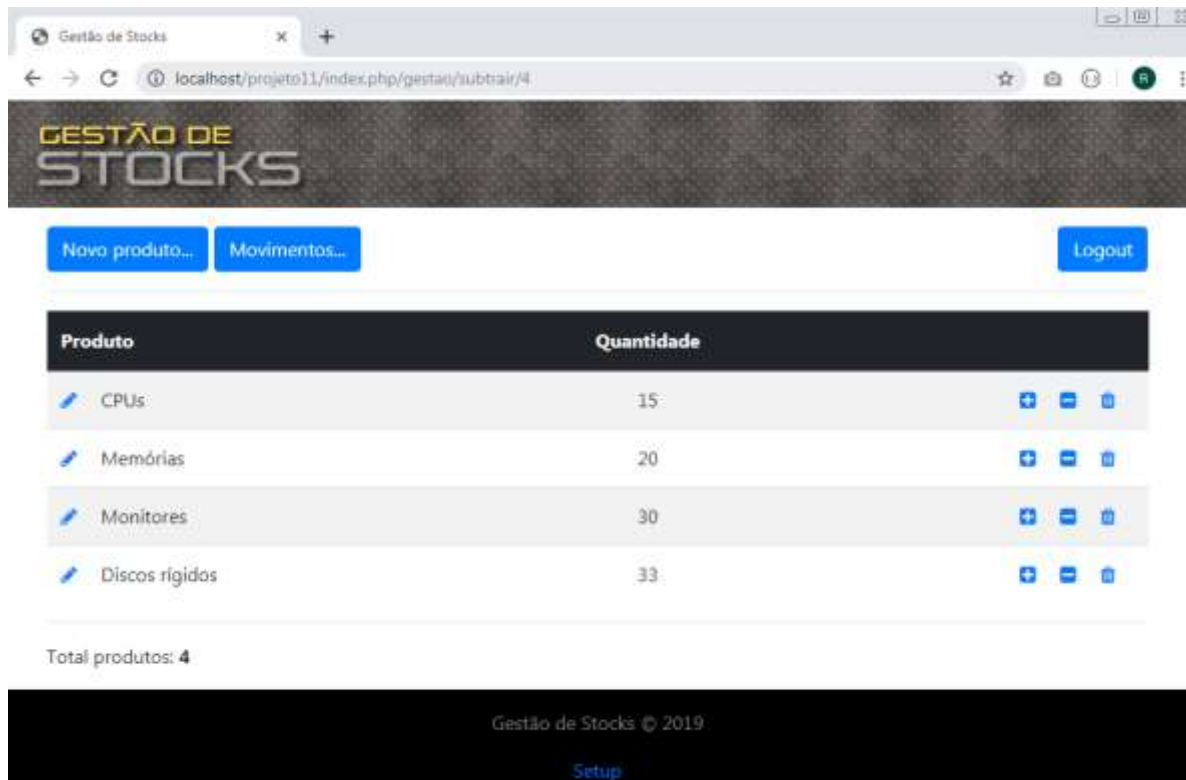 Gestão de Stocks
localhost/projeto11/index.php/gestao/subtrair/4
GESTÃO DE
STOCKS
Novo produto... Movimentos... Logout
Produto Quantidade
CPUs 15
Memórias 20
Monitores 30
Discos rígidos 33
Total produtos: 4
Gestão de Stocks © 2019
Setup